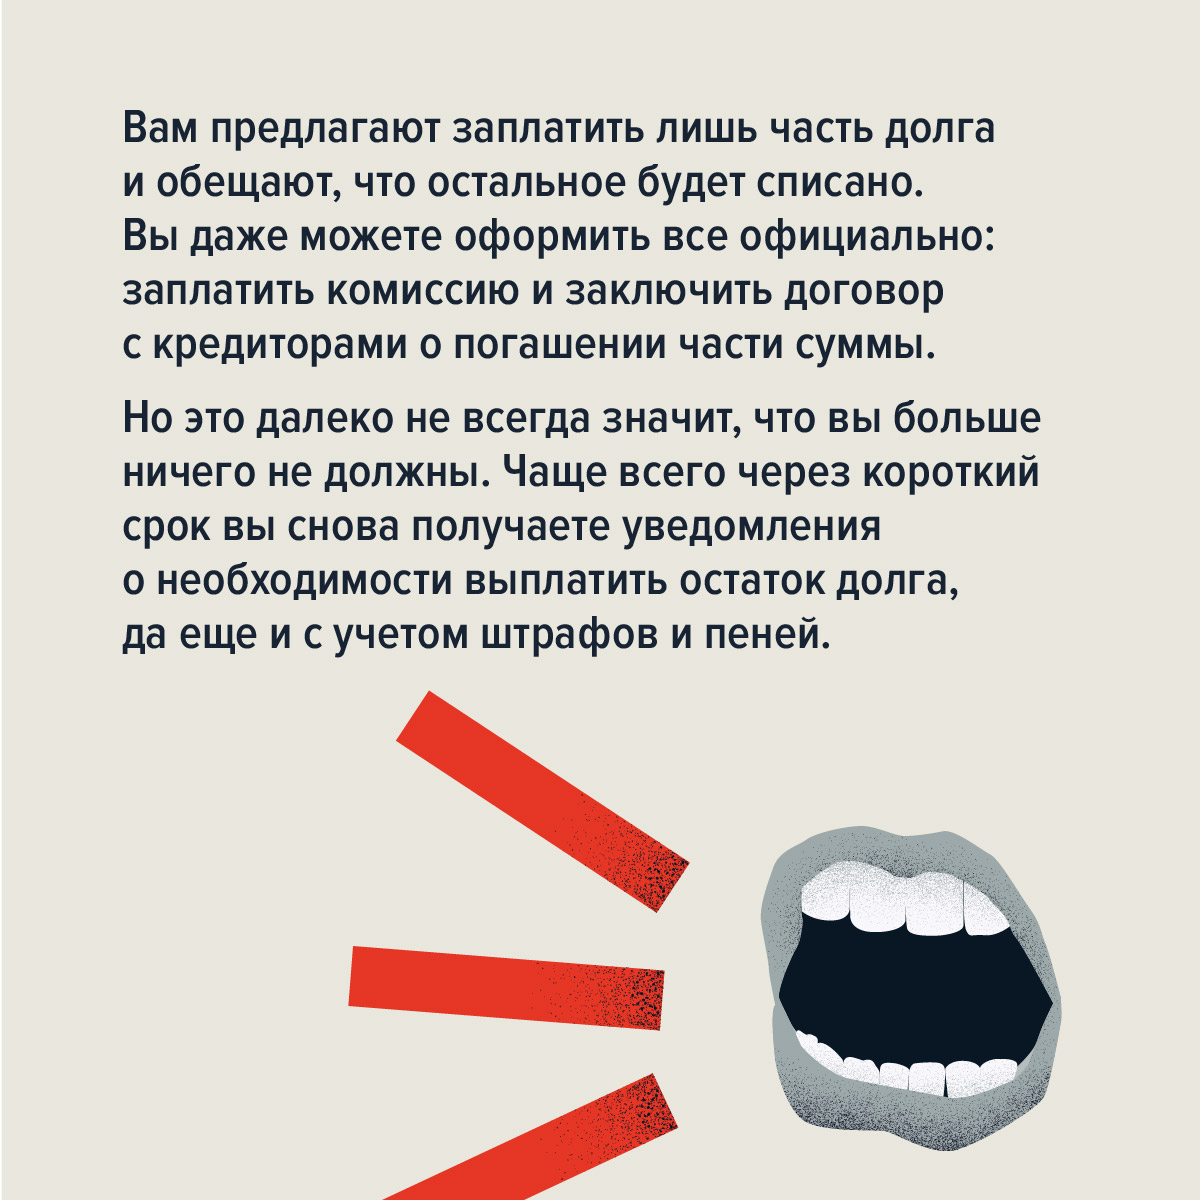 Вам предлагают заплатить лишь часть долга
и обещают, что остальное будет списано.
Вы даже можете оформить все официально:
заплатить комиссию и заключить договор
с кредиторами о погашении части суммы.
Но это далеко не всегда значит, что вы больше
ничего не должны. Чаще всего через короткий
срок вы снова получаете уведомления
о необходимости выплатить остаток долга,
да еще и с учетом штрафов и пеней.